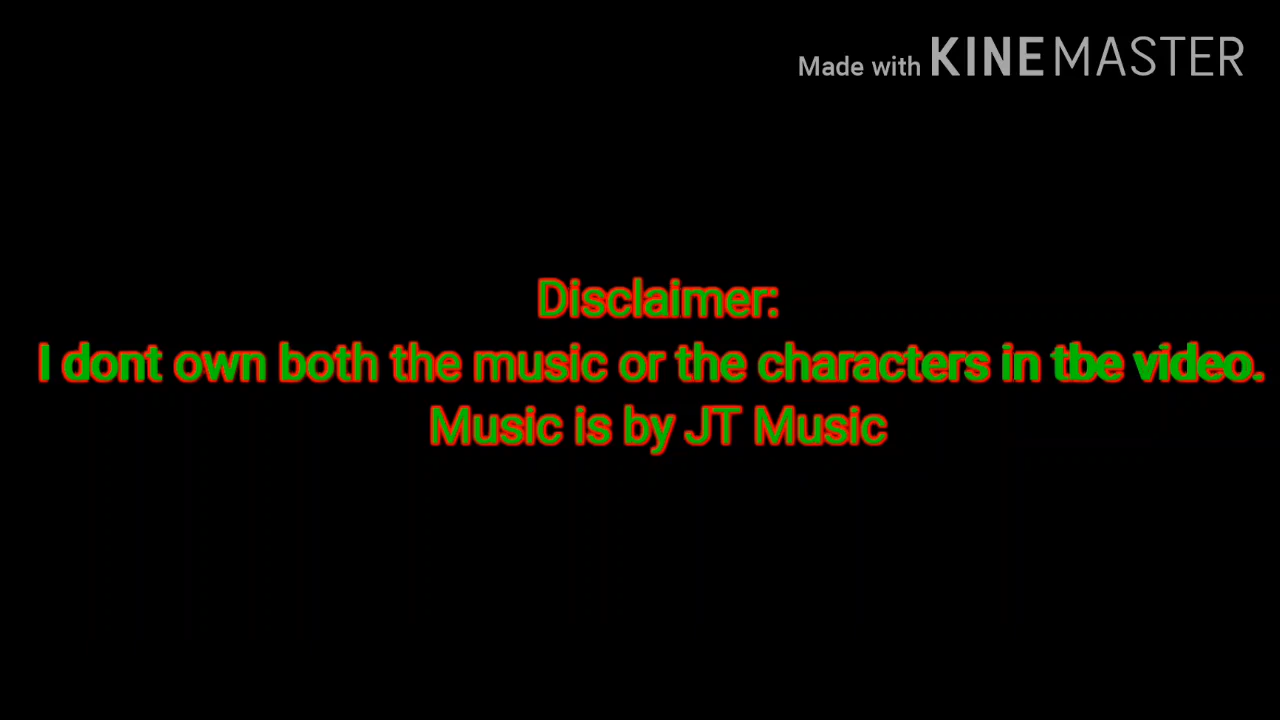 Made with KINEMASTER
Disclaimer:
I dont own both the music or the characters in tbe video.
Music is by JT Music